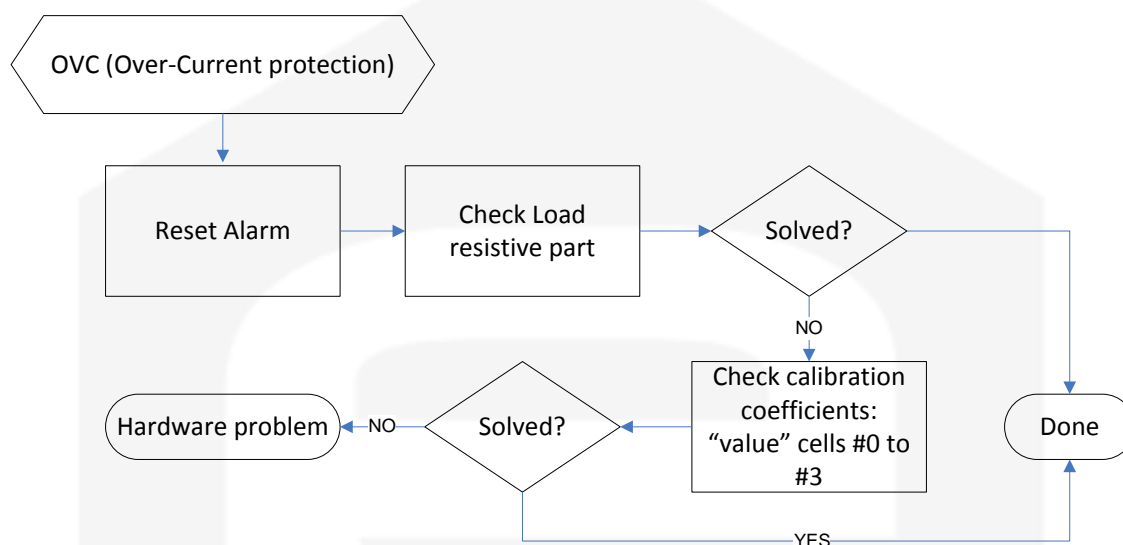 OVC (Over-Current protection)
Reset Alarm
Check Load
resistive part
Solved?
NO
Check calibration
coefficients:
“value” cells #0 to
#3
Solved?
NO
Hardware problem
Done
YES